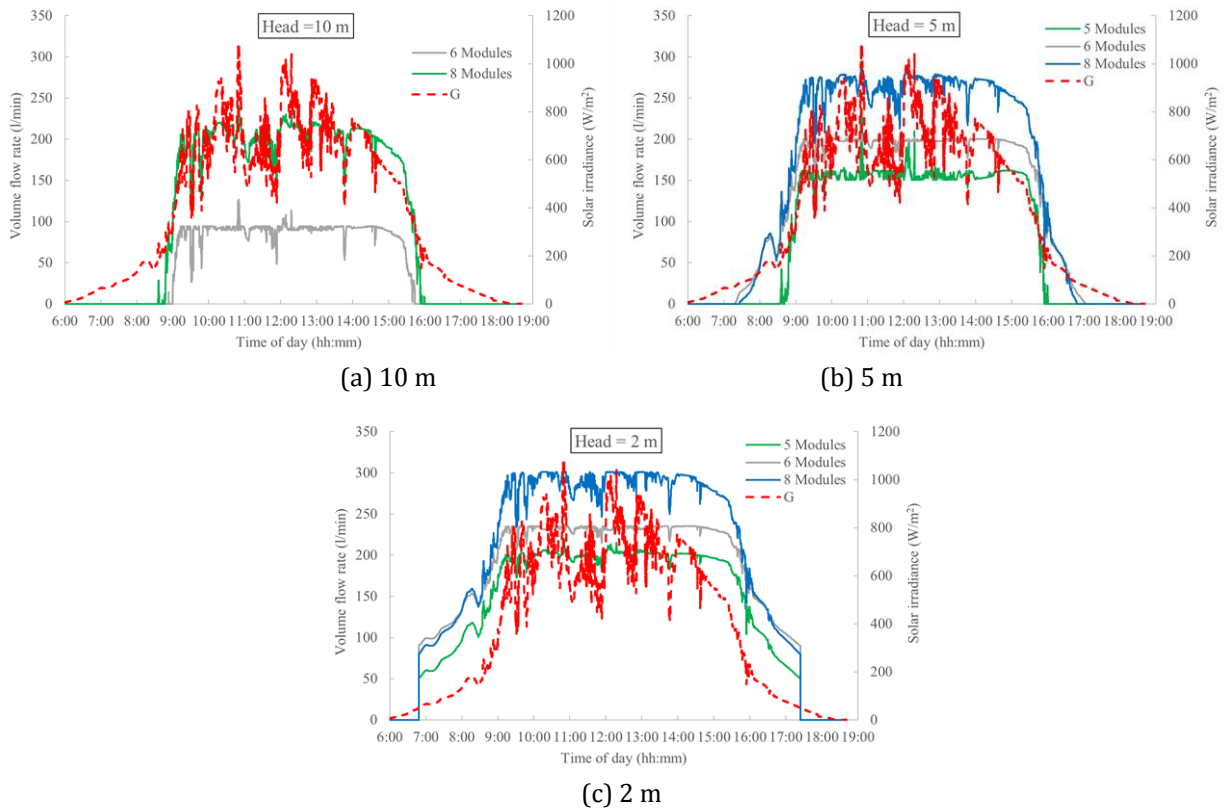 Head =10 m
6 Modules
8 Modules
G
Volume flow rate (l/min)
350
300
250
200
150
100
50
0
Solar irradiance (W/m²)
1200
1000
800
600
400
200
0
6:00 7:00 8:00 9:00 10:00 11:00 12:00 13:00 14:00 15:00 16:00 17:00 18:00 19:00
Time of day (hh:mm)
(a) 10 m
Head = 5 m
5 Modules
6 Modules
8 Modules
G
Volume flow rate (l/min)
350
300
250
200
150
100
50
0
Solar irradiance (W/m²)
1200
1000
800
600
400
200
0
6:00 7:00 8:00 9:00 10:00 11:00 12:00 13:00 14:00 15:00 16:00 17:00 18:00 19:00
Time of day (hh:mm)
(b) 5 m
Head = 2 m
5 Modules
6 Modules
8 Modules
G
Volume flow rate (l/min)
350
300
250
200
150
100
50
0
Solar irradiance (W/m²)
1200
1000
800
600
400
200
0
6:00 7:00 8:00 9:00 10:00 11:00 12:00 13:00 14:00 15:00 16:00 17:00 18:00 19:00
Time of day (hh:mm)
(c) 2 m